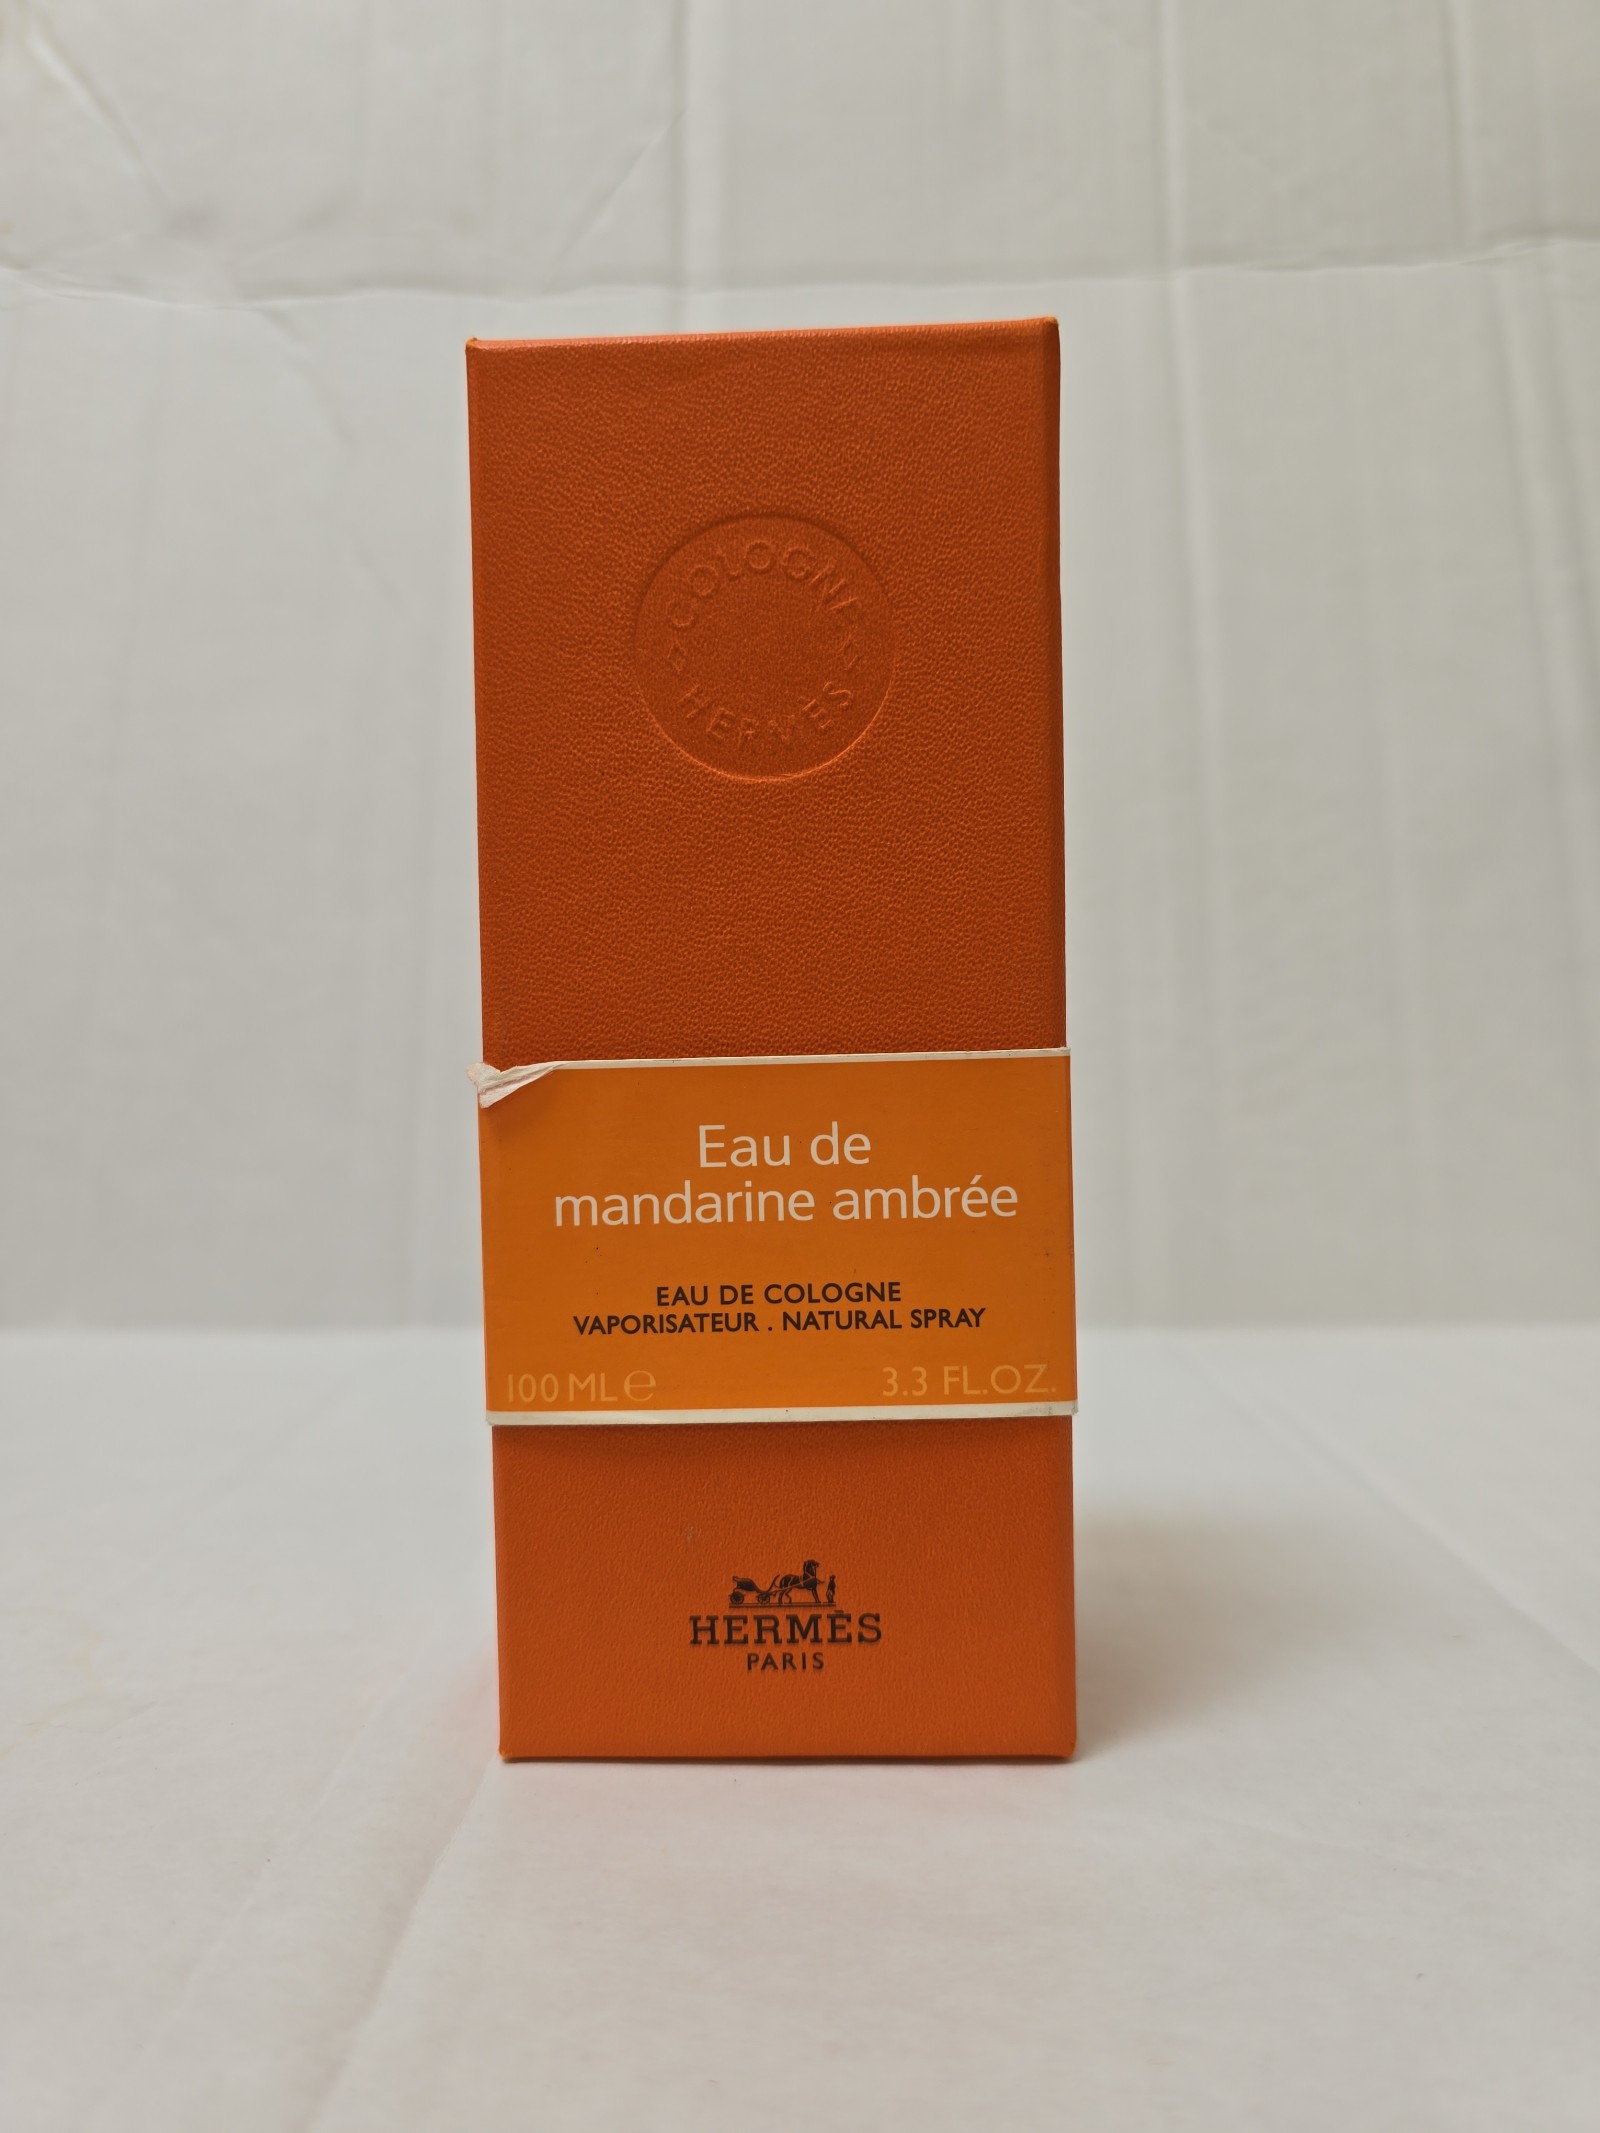 COLOGNE
HERMÈS
Eau de
mandarine ambrée
EAU DE COLOGNE
VAPORISATEUR . NATURAL SPRAY
100 ML ℮ 3.3 FL.OZ.
HERMÈS
PARIS